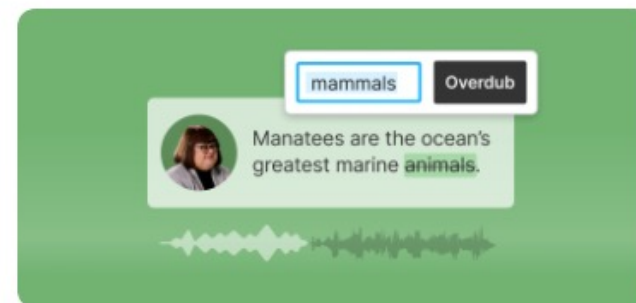 mammals
Overdub
Manatees are the ocean's
greatest marine animals.